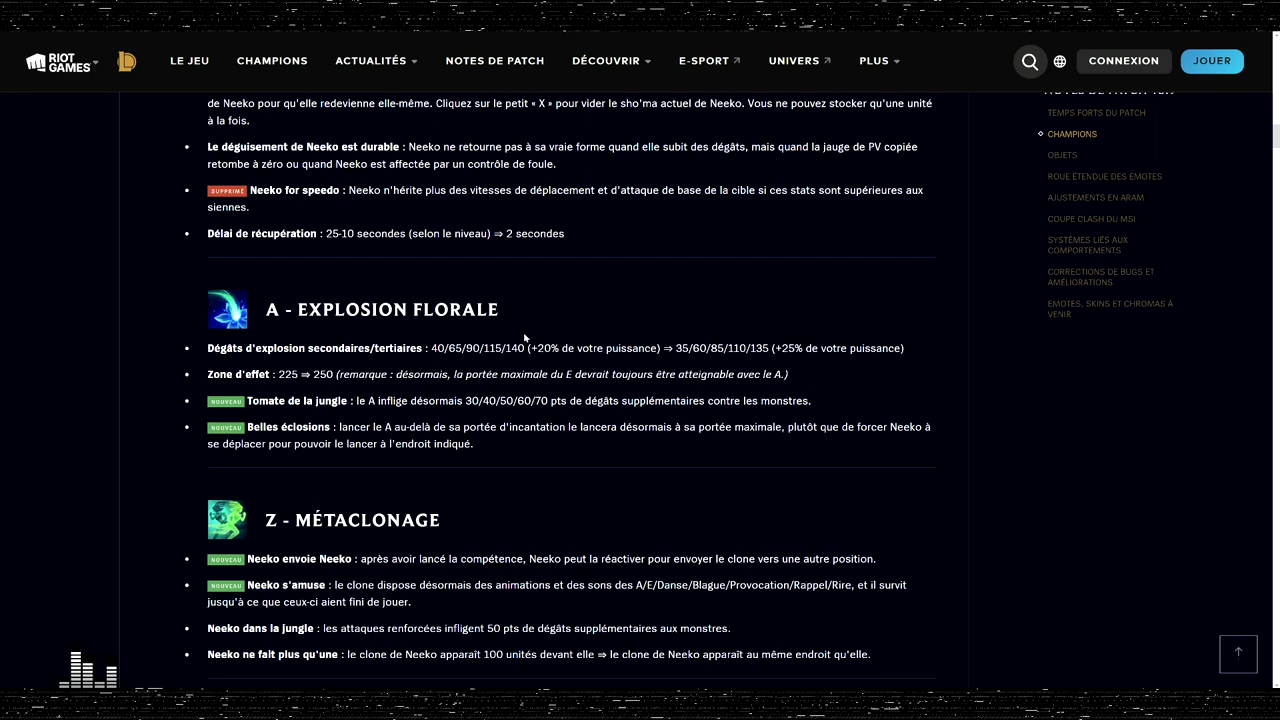 RIOT GAMES
LE JEU
CHAMPIONS
ACTUALITÉS
NOTES DE PATCH
DÉCOUVRIR
E-SPORT
UNIVERS
PLUS
CONNEXION
JOUER
de Neeko pour qu'elle redevienne elle-même. Cliquez sur le petit « X » pour vider le sho'ma actuel de Neeko. Vous ne pouvez stocker qu'une unité
à la fois.
Le déguisement de Neeko est durable : Neeko ne retourne pas à sa vraie forme quand elle subit des dégâts, mais quand la jauge de PV copiée
retombe à zéro ou quand Neeko est affectée par un contrôle de foule.
SUPPRIMÉ Neeko for speedo : Neeko n'hérite plus des vitesses de déplacement et d'attaque de base de la cible si ces stats sont supérieures aux
siennes.
Délai de récupération : 25-10 secondes (selon le niveau) ⇒ 2 secondes
A - EXPLOSION FLORALE
Dégâts d'explosion secondaires/tertiaires : 40/65/90/115/140 (+20% de votre puissance) ⇒ 35/60/85/110/135 (+25% de votre puissance)
Zone d'effet : 225 ⇒ 250 (remarque : désormais, la portée maximale du E devrait toujours être atteignable avec le A.)
NOUVEAU Tomate de la jungle : le A inflige désormais 30/40/50/60/70 pts de dégâts supplémentaires contre les monstres.
NOUVEAU Belles éclosions : lancer le A au-delà de sa portée d'incantation le lancera désormais à sa portée maximale, plutôt que de forcer Neeko à
se déplacer pour pouvoir le lancer à l'endroit indiqué.
Z - MÉTACLONAGE
NOUVEAU Neeko envoie Neeko : après avoir lancé la compétence, Neeko peut la réactiver pour envoyer le clone vers une autre position.
NOUVEAU Neeko s'amuse : le clone dispose désormais des animations et des sons des A/E/Danse/Blague/Provocation/Rappel/Rire, et il survit
jusqu'à ce que ceux-ci aient fini de jouer.
Neeko dans la jungle : les attaques renforcées infligent 50 pts de dégâts supplémentaires aux monstres.
Neeko ne fait plus qu'une : le clone de Neeko apparaît 100 unités devant elle ⇒ le clone de Neeko apparaît au même endroit qu'elle.
TEMPS FORTS DU PATCH
CHAMPIONS
OBJETS
ROUE ÉTENDUE DES EMOTES
AJUSTEMENTS EN ARAM
COUPE CLASH DU MSI
SYSTÈMES LIÉS AUX
COMPORTEMENTS
CORRECTIONS DE BUGS ET
AMÉLIORATIONS
EMOTES, SKINS ET CHROMAS À
VENIR